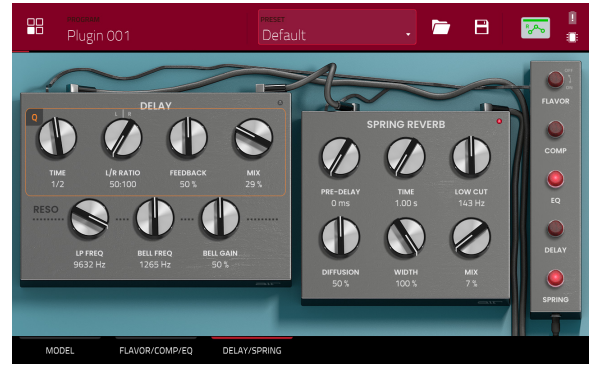 Plugin 001
PRESET
Default
DELAY
Q
L R
TIME
1/2
L/R RATIO
50:100
FEEDBACK
50 %
MIX
29 %
RESO
LP FREQ
9632 Hz
BELL FREQ
1265 Hz
BELL GAIN
50 %
SPRING REVERB
PRE-DELAY
0 ms
TIME
1.00 s
LOW CUT
143 Hz
DIFFUSION
50 %
WIDTH
100 %
MIX
7 %
OFF
ON
FLAVOR
COMP
EQ
DELAY
SPRING
MODEL
FLAVOR/COMP/EQ
DELAY/SPRING